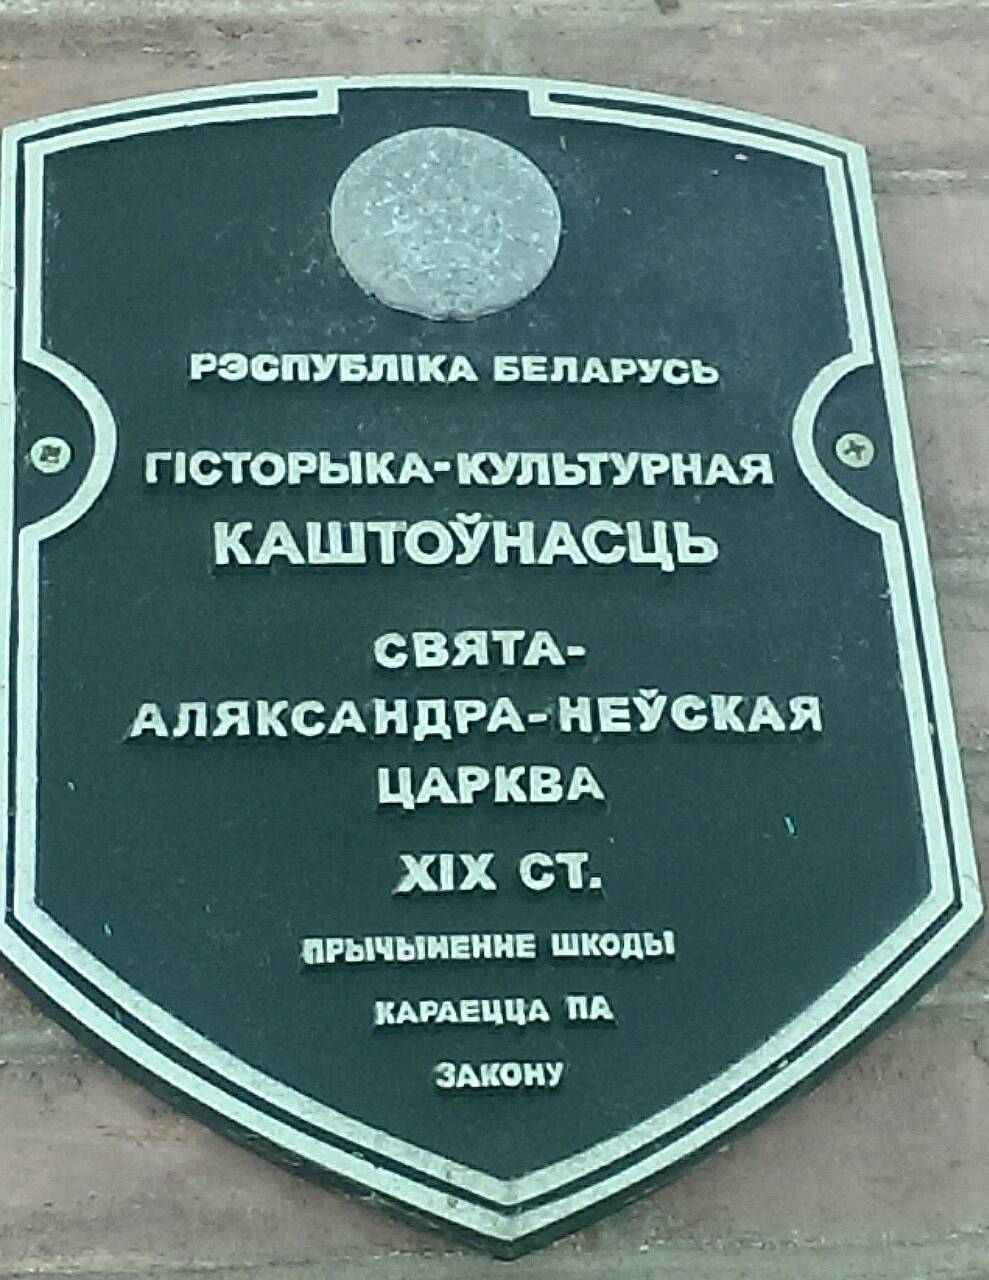 РЭСПУБЛІКА БЕЛАРУСЬ
ГІСТОРЫКА-КУЛЬТУРНАЯ
КАШТОЎНАСЦЬ
СВЯТА-
АЛЯКСАНДРА-НЕЎСКАЯ
ЦАРКВА
XIX СТ.
ПРЫЧЫНЕННЕ ШКОДЫ
КАРАЕЦЦА ПА
ЗАКОНУ